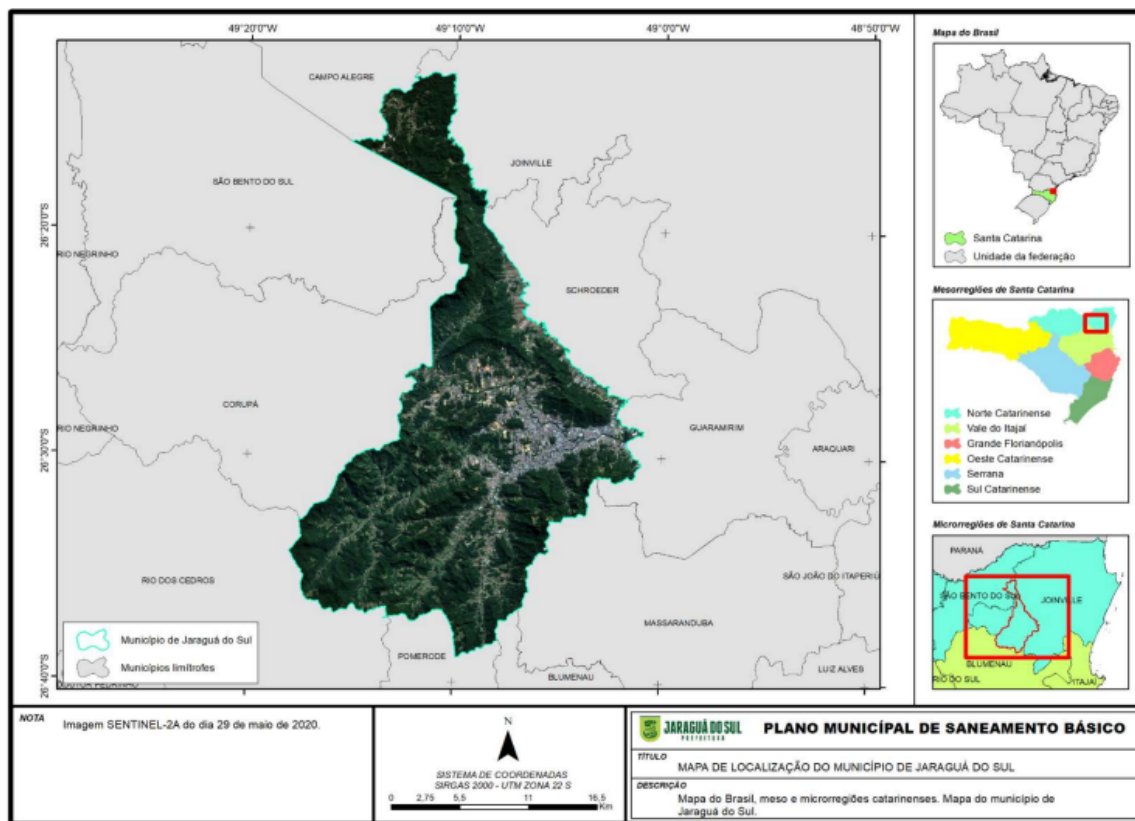 49°20'0"W
49°10'0"W
49°0'0"W
48°50'0"W
26°20'0"S
26°30'0"S
26°40'0"S
CAMPO ALEGRE
JOINVILLE
SÃO BENTO DO SUL
RIO NEGRINHO
SCHROEDER
CORUPÁ
RIO NEGRINHO
GUARAMIRIM
ARAQUARI
RIO DOS CEDROS
SÃO JOÃO DO ITAPERIÚ
MASSARANDUBA
POMERODE
BLUMENAU
LUIZ ALVES
Município de Jaraguá do Sul
Municípios limítrofes
Mapa do Brasil
Santa Catarina
Unidade da federação
Mesorregiões de Santa Catarina
Norte Catarinense
Vale do Itajaí
Grande Florianópolis
Oeste Catarinense
Serrana
Sul Catarinense
Microrregiões de Santa Catarina
PARANÁ
SÃO BENTO DO SUL
JOINVILLE
BLUMENAU
RIO DO SUL
ITAJAÍ
NOTA
Imagem SENTINEL-2A do dia 29 de maio de 2020.
N
SISTEMA DE COORDENADAS
SIRGAS 2000 - UTM ZONA 22 S
0 2,75 5,5 11 16,5
Km
JARAGUÁ DO SUL
PREFEITURA
PLANO MUNICÍPAL DE SANEAMENTO BÁSICO
TÍTULO
MAPA DE LOCALIZAÇÃO DO MUNICÍPIO DE JARAGUÁ DO SUL
DESCRIÇÃO
Mapa do Brasil, meso e microrregiões catarinenses. Mapa do município de
Jaraguá do Sul.